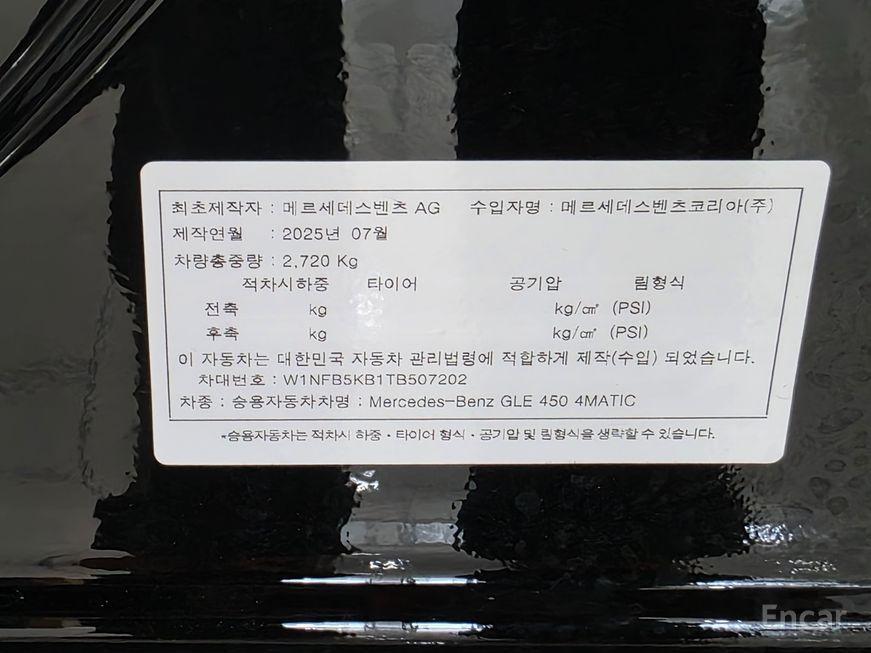 최초제작자 : 메르세데스벤츠 AG 수입자명 : 메르세데스벤츠코리아(주)
제작연월 : 2025년 07월
차량총중량 : 2,720 Kg
적차시하중 타이어 공기압 림형식
전축 kg kg/㎠ (PSI)
후축 kg kg/㎠ (PSI)
이 자동차는 대한민국 자동차 관리법령에 적합하게 제작(수입) 되었습니다.
차대번호 : W1NFB5KB1TB507202
차종 : 승용자동차차명 : Mercedes-Benz GLE 450 4MATIC
*승용자동차는 적차시 하중·타이어 형식·공기압 및 림형식을 생략할 수 있습니다.
Encar